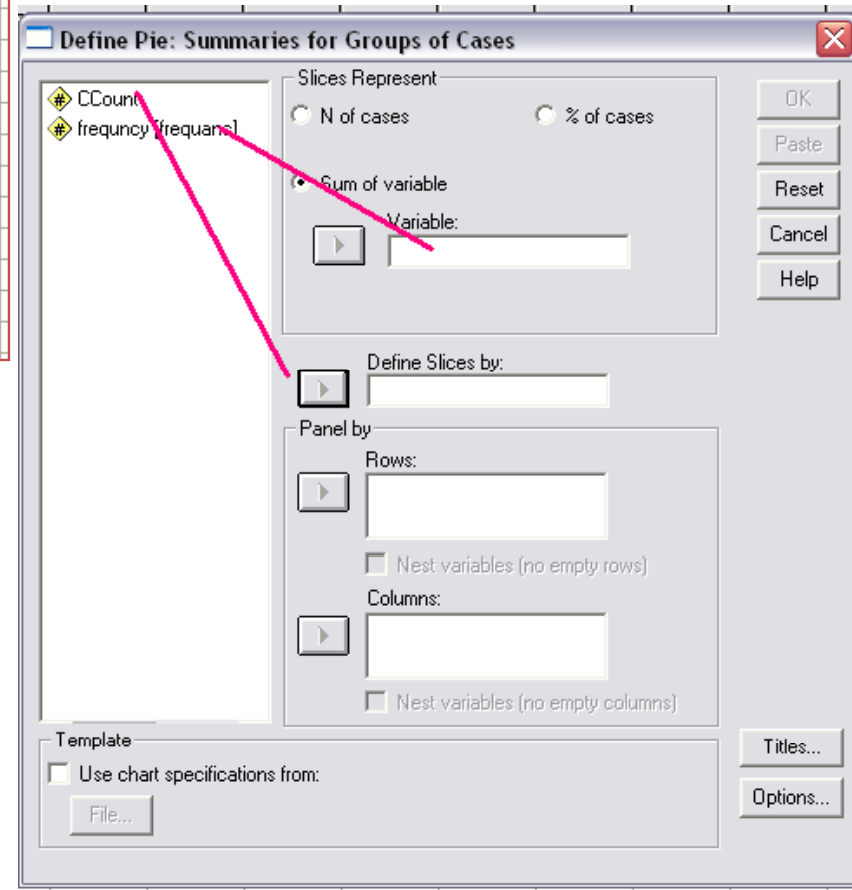 Define Pie: Summaries for Groups of Cases
CCount
frequncy [frequanc]
Slices Represent
N of cases
% of cases
Sum of variable
Variable:
Define Slices by:
Panel by
Rows:
Nest variables (no empty rows)
Columns:
Nest variables (no empty columns)
Template
Use chart specifications from:
File...
OK
Paste
Reset
Cancel
Help
Titles...
Options...